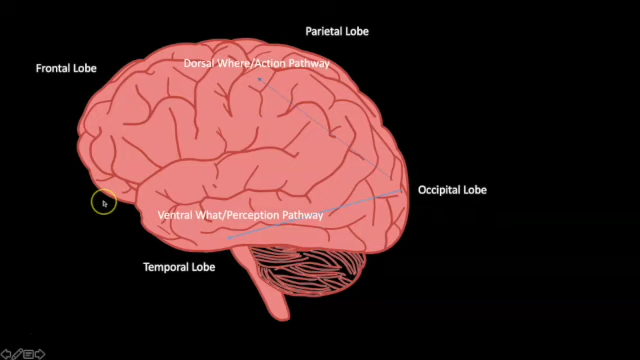 Parietal Lobe
Frontal Lobe
Dorsal Where/Action Pathway
Occipital Lobe
Ventral What/Perception Pathway
Temporal Lobe